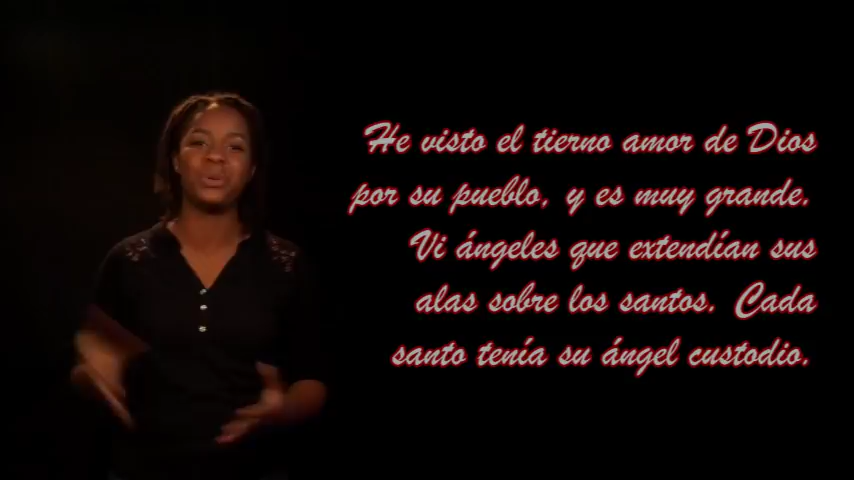 He visto el tierno amor de Dios
por su pueblo, y es muy grande.
Vi ángeles que extendían sus
alas sobre los santos. Cada
santo tenía su ángel custodio.